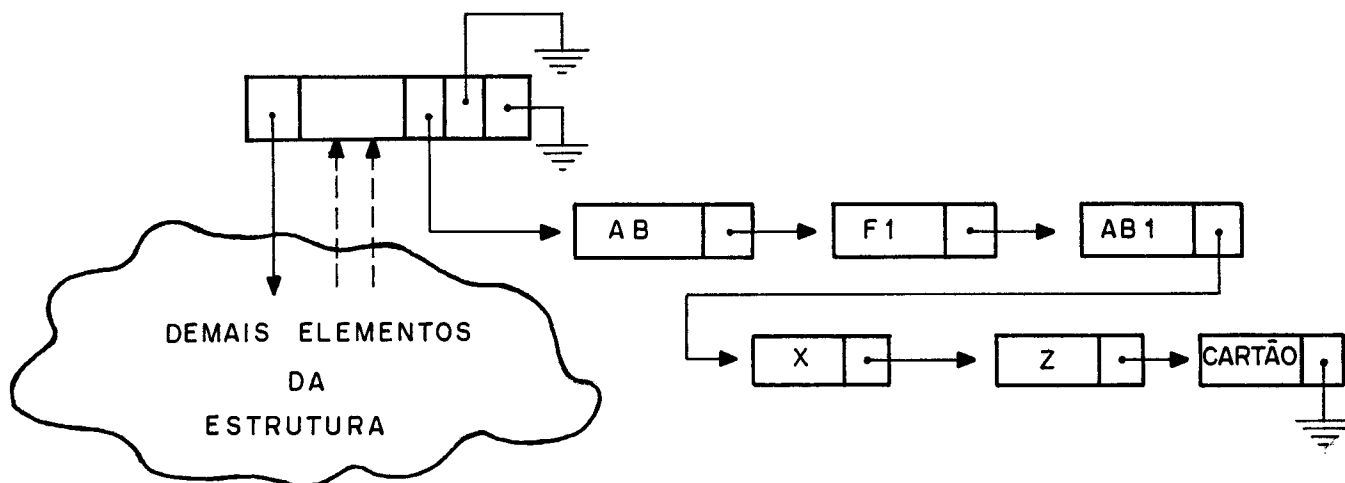 AB
F1
AB1
X
Z
CARTÃO
DEMAIS ELEMENTOS
DA
ESTRUTURA